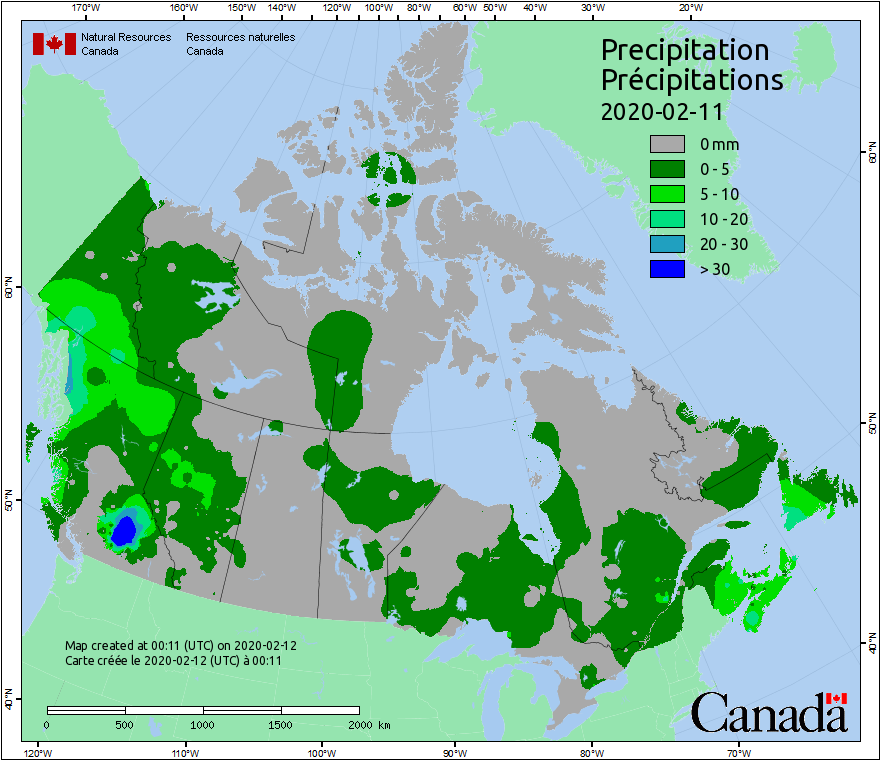 170°W 160°W 150°W 140°W 130°W 120°W 110°W 100°W 90°W 80°W 60°W 50°W 40°W 30°W 20°W
Natural Resources Ressources naturelles
Canada Canada
Precipitation
Précipitations
2020-02-11
0 mm
0 - 5
5 - 10
10 - 20
20 - 30
> 30
60°N 60°N
50°N 50°N
40°N 40°N
Map created at 00:11 (UTC) on 2020-02-12
Carte créée le 2020-02-12 (UTC) à 00:11
0 500 1000 1500 2000 km
Canada
120°W 110°W 100°W 90°W 80°W 70°W